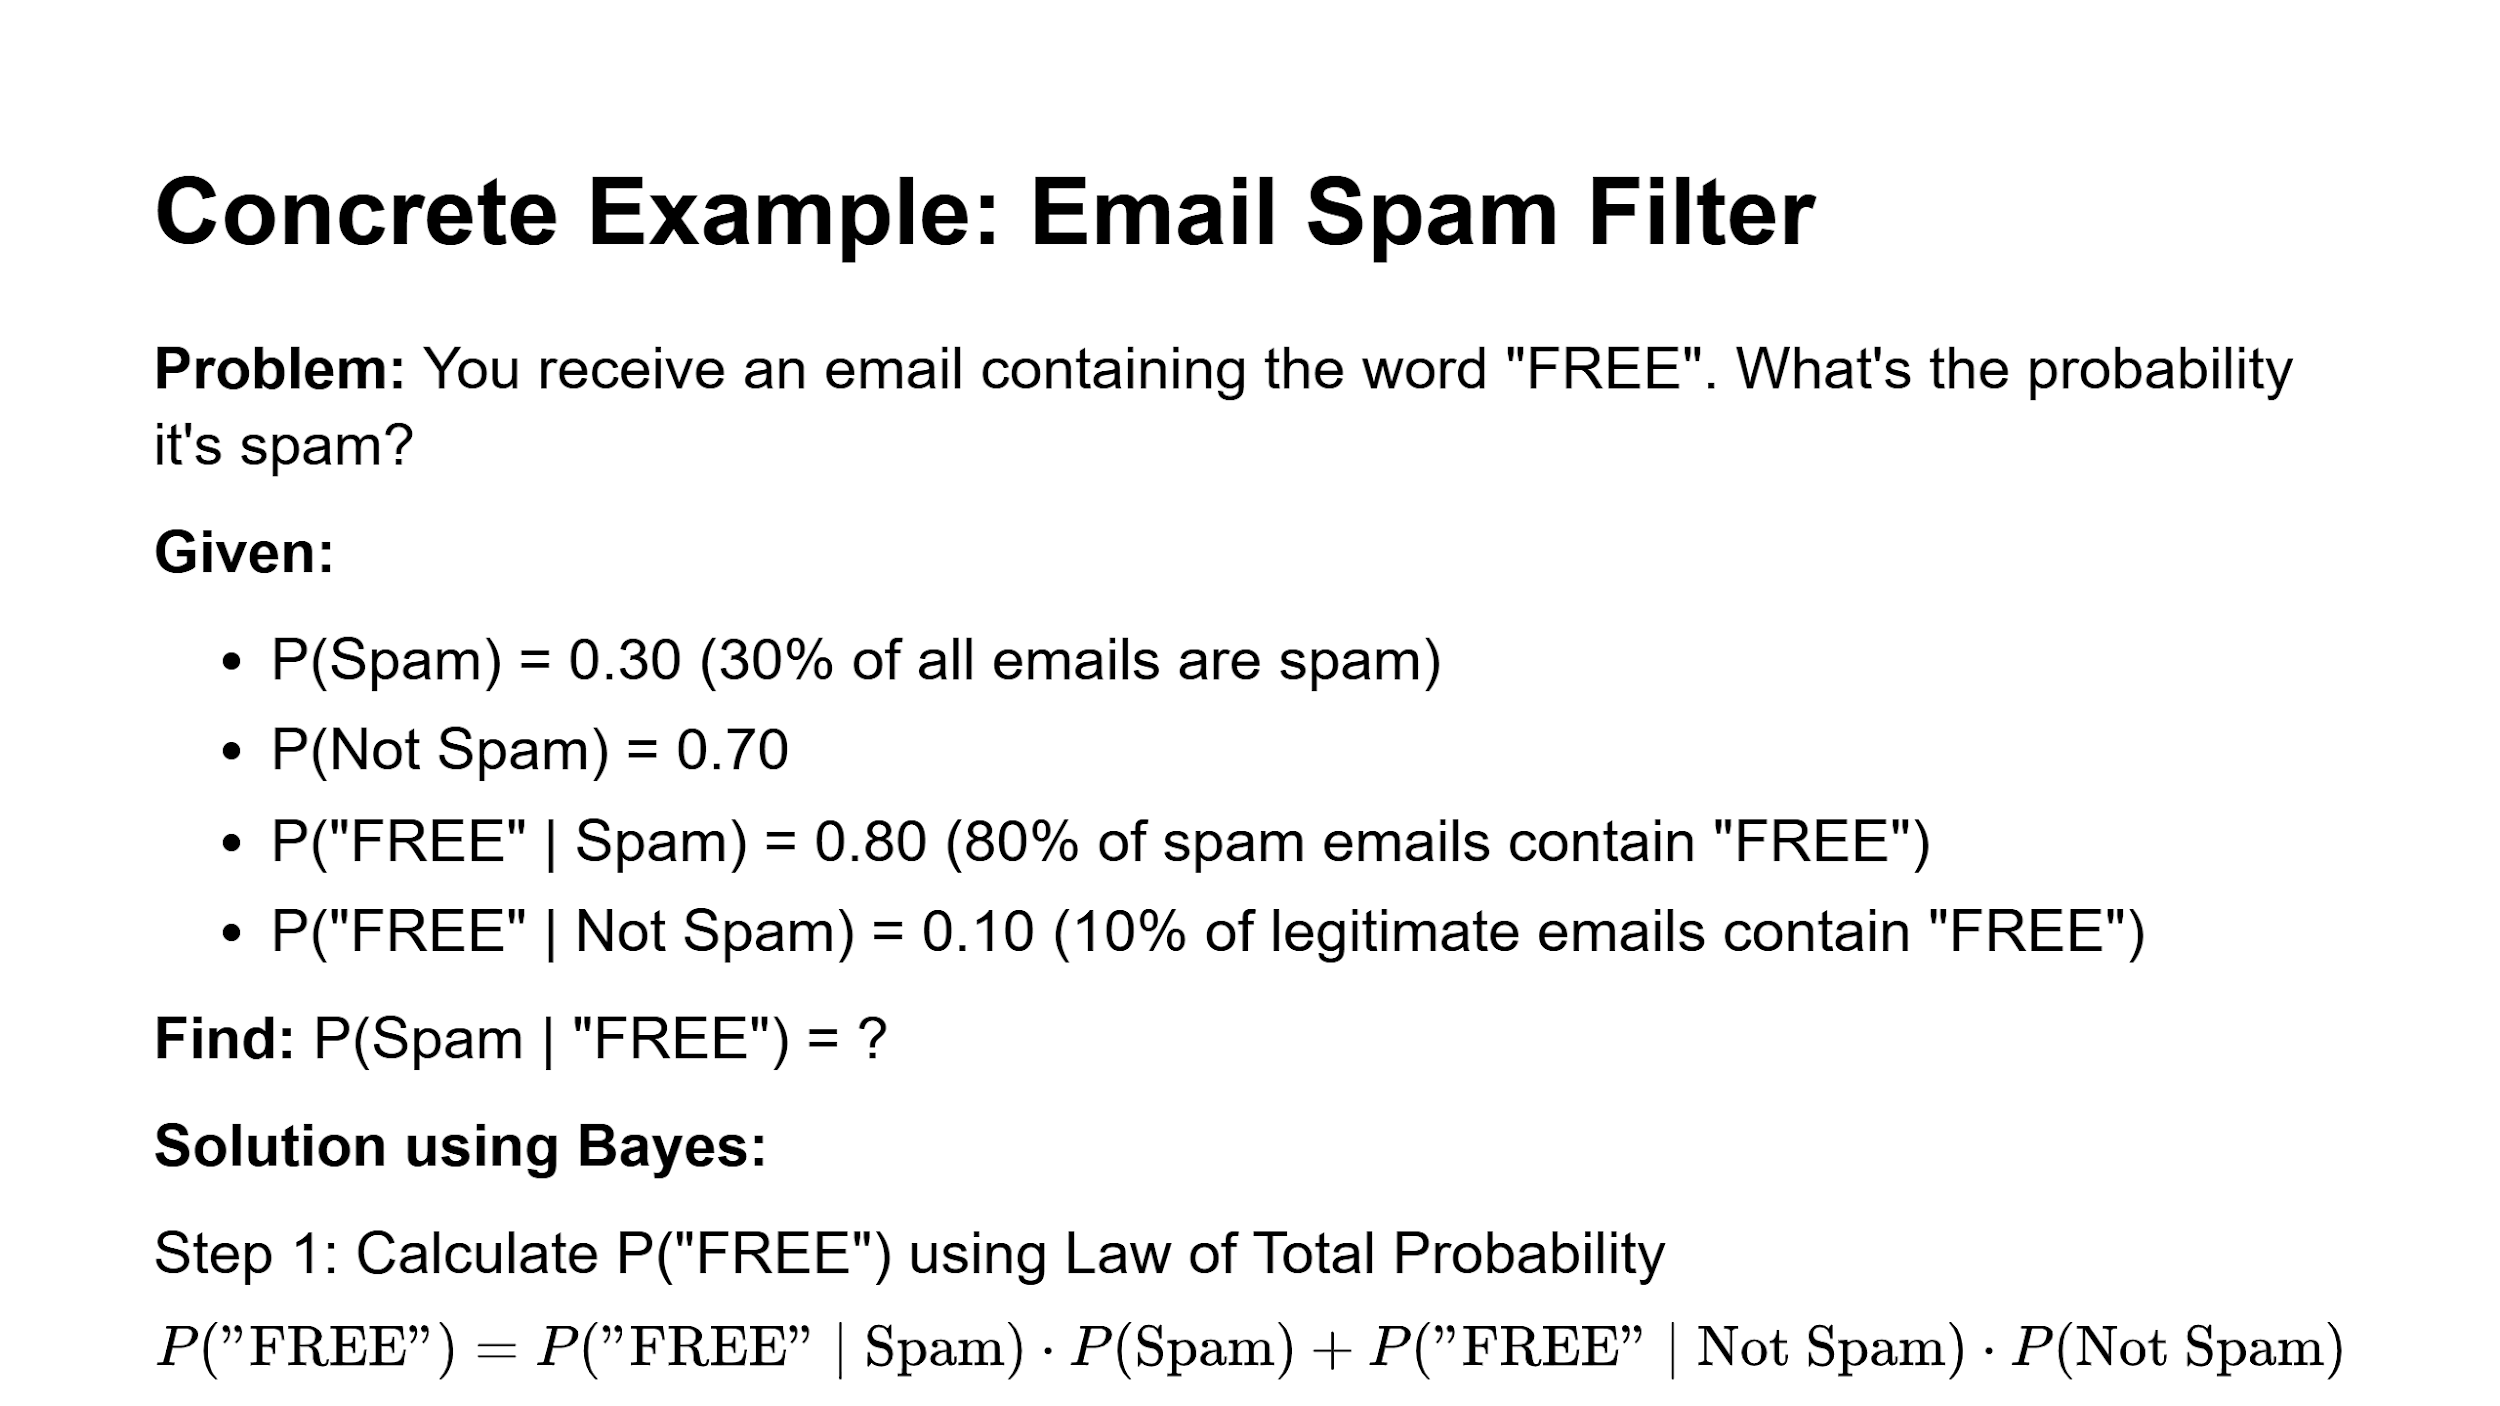 Concrete Example: Email Spam Filter
Problem: You receive an email containing the word "FREE". What's the probability
it's spam?
Given:
• P(Spam) = 0.30 (30% of all emails are spam)
• P(Not Spam) = 0.70
• P("FREE" | Spam) = 0.80 (80% of spam emails contain "FREE")
• P("FREE" | Not Spam) = 0.10 (10% of legitimate emails contain "FREE")
Find: P(Spam | "FREE") = ?
Solution using Bayes:
Step 1: Calculate P("FREE") using Law of Total Probability
P(”FREE”) = P(”FREE” | Spam) · P(Spam) + P(”FREE” | Not Spam) · P(Not Spam)